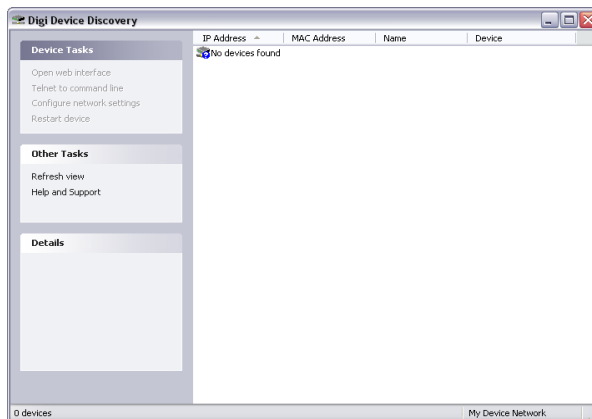 Digi Device Discovery
Device Tasks
Open web interface
Telnet to command line
Configure network settings
Restart device
Other Tasks
Refresh view
Help and Support
Details
IP Address MAC Address Name Device
No devices found
0 devices My Device Network